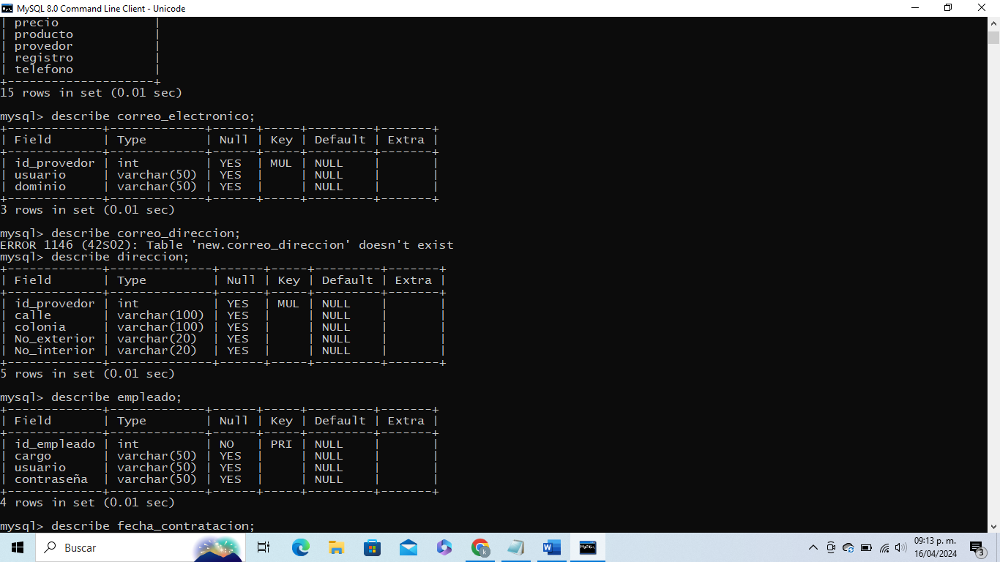 MySQL 8.0 Command Line Client - Unicode
| precio             |
| producto           |
| provedor           |
| registro           |
| telefono           |
+--------------------+
15 rows in set (0.01 sec)
mysql> describe correo_electronico;
+-------------+-------------+------+-----+---------+-------+
| Field       | Type        | Null | Key | Default | Extra |
+-------------+-------------+------+-----+---------+-------+
| id_provedor | int         | YES  | MUL | NULL    |       |
| usuario     | varchar(50) | YES  |     | NULL    |       |
| dominio     | varchar(50) | YES  |     | NULL    |       |
+-------------+-------------+------+-----+---------+-------+
3 rows in set (0.01 sec)
mysql> describe correo_direccion;
ERROR 1146 (42S02): Table 'new.correo_direccion' doesn't exist
mysql> describe direccion;
+-------------+--------------+------+-----+---------+-------+
| Field       | Type         | Null | Key | Default | Extra |
+-------------+--------------+------+-----+---------+-------+
| id_provedor | int          | YES  | MUL | NULL    |       |
| calle       | varchar(100) | YES  |     | NULL    |       |
| colonia     | varchar(100) | YES  |     | NULL    |       |
| No_exterior | varchar(20)  | YES  |     | NULL    |       |
| No_interior | varchar(20)  | YES  |     | NULL    |       |
+-------------+--------------+------+-----+---------+-------+
5 rows in set (0.01 sec)
mysql> describe empleado;
+-------------+-------------+------+-----+---------+-------+
| Field       | Type        | Null | Key | Default | Extra |
+-------------+-------------+------+-----+---------+-------+
| id_empleado | int         | NO   | PRI | NULL    |       |
| cargo       | varchar(50) | YES  |     | NULL    |       |
| usuario     | varchar(50) | YES  |     | NULL    |       |
| contraseña  | varchar(50) | YES  |     | NULL    |       |
+-------------+-------------+------+-----+---------+-------+
4 rows in set (0.01 sec)
mysql> describe fecha_contratacion;
Buscar
09:13 p. m.
16/04/2024
3